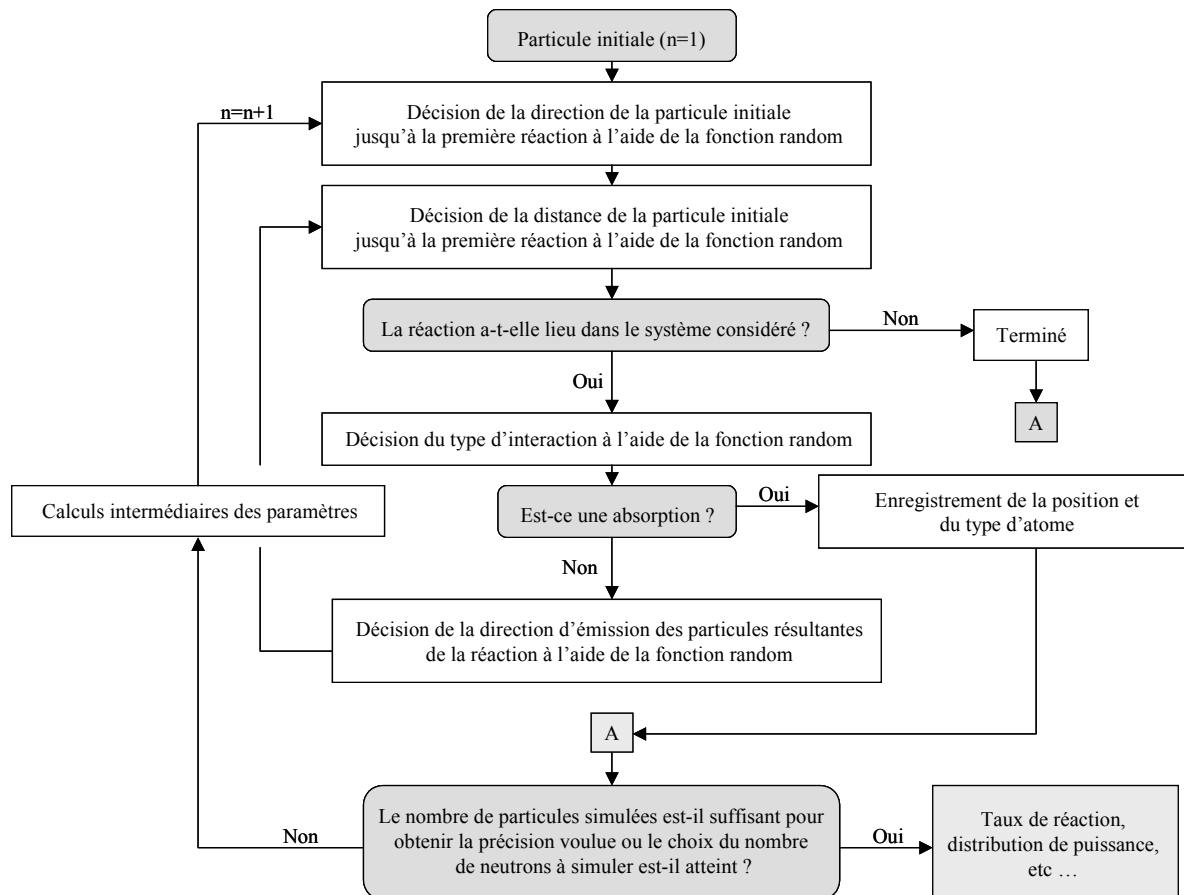 Particule initiale (n=1)
n=n+1
Décision de la direction de la particule initiale
jusqu'à la première réaction à l'aide de la fonction random
Décision de la distance de la particule initiale
jusqu'à la première réaction à l'aide de la fonction random
La réaction a-t-elle lieu dans le système considéré ?
Non
Terminé
A
Oui
Décision du type d'interaction à l'aide de la fonction random
Calculs intermédiaires des paramètres
Est-ce une absorption ?
Oui
Enregistrement de la position et
du type d'atome
Non
Décision de la direction d'émission des particules résultantes
de la réaction à l'aide de la fonction random
A
Le nombre de particules simulées est-il suffisant pour
obtenir la précision voulue ou le choix du nombre
de neutrons à simuler est-il atteint ?
Non
Oui
Taux de réaction,
distribution de puissance,
etc …